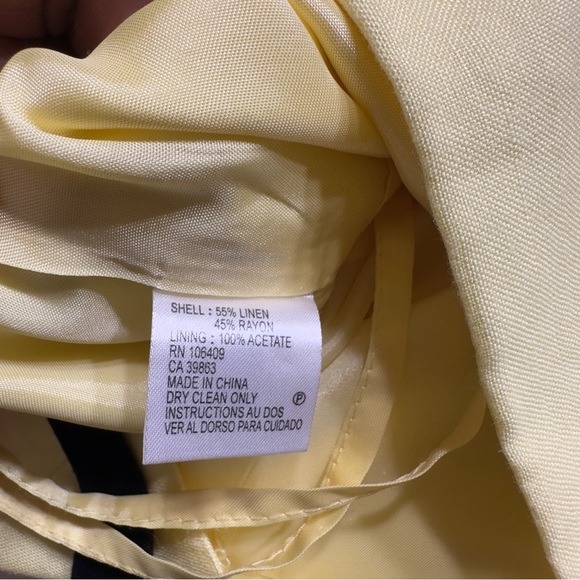 SHELL : 55% LINEN
45% RAYON
LINING : 100% ACETATE
RN 106409
CA 39863
MADE IN CHINA
DRY CLEAN ONLY Ⓟ
INSTRUCTIONS AU DOS
VER AL DORSO PARA CUIDADO